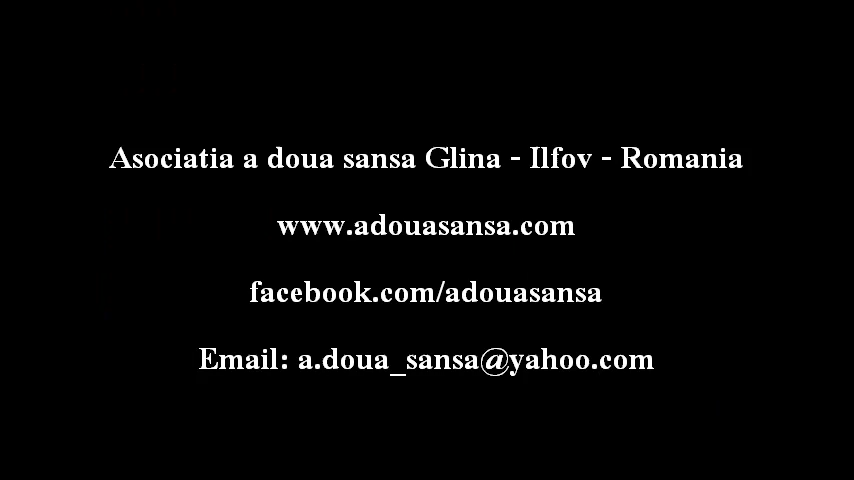 Asociatia a doua sansa Glina - Ilfov - Romania
www.adouasansa.com
facebook.com/adouasansa
Email: a.doua_sansa@yahoo.com